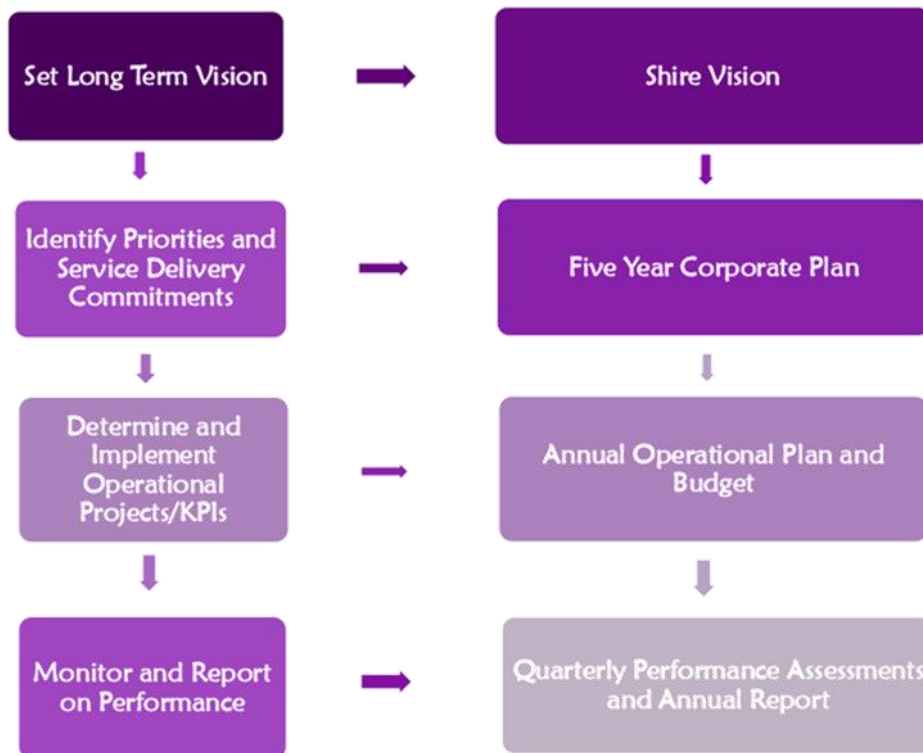 Set Long Term Vision
Shire Vision
Identify Priorities and
Service Delivery
Commitments
Five Year Corporate Plan
Determine and
Implement
Operational
Projects/KPIs
Annual Operational Plan and
Budget
Monitor and Report
on Performance
Quarterly Performance Assessments
and Annual Report